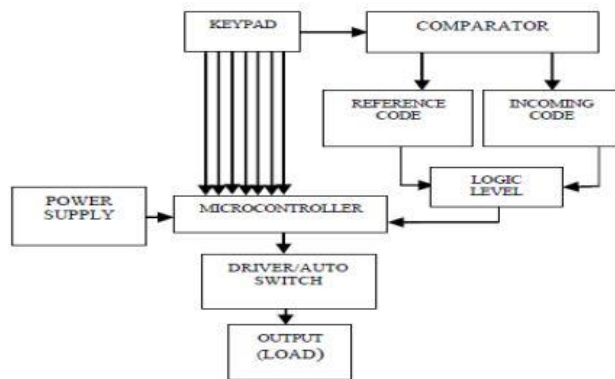 KEYPAD
COMPARATOR
REFERENCE
CODE
INCOMING
CODE
LOGIC
LEVEL
POWER
SUPPLY
MICROCONTROLLER
DRIVER/AUTO
SWITCH
OUTPUT
(LOAD)